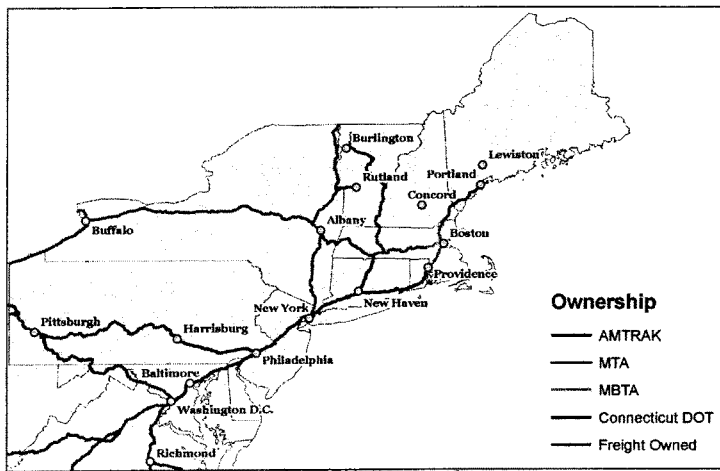 Burlington
Lewiston
Rutland
Portland
Concord
Albany
Boston
Buffalo
Providence
New Haven
New York
Pittsburgh
Harrisburg
Philadelphia
Baltimore
Washington D.C.
Richmond
Ownership
AMTRAK
MTA
MBTA
Connecticut DOT
Freight Owned